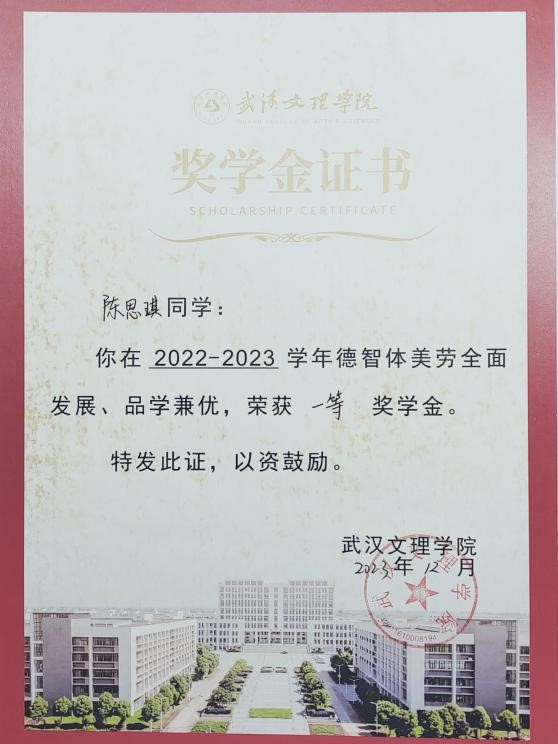 武汉文理学院
WUHAN COLLEGE OF ARTS & SCIENCES
奖学金证书
SCHOLARSHIP CERTIFICATE
陈思琪同学：
你在 2022-2023 学年德智体美劳全面
发展、品学兼优，荣获 一等 奖学金。
特发此证，以资鼓励。
武汉文理学院
2023年12月